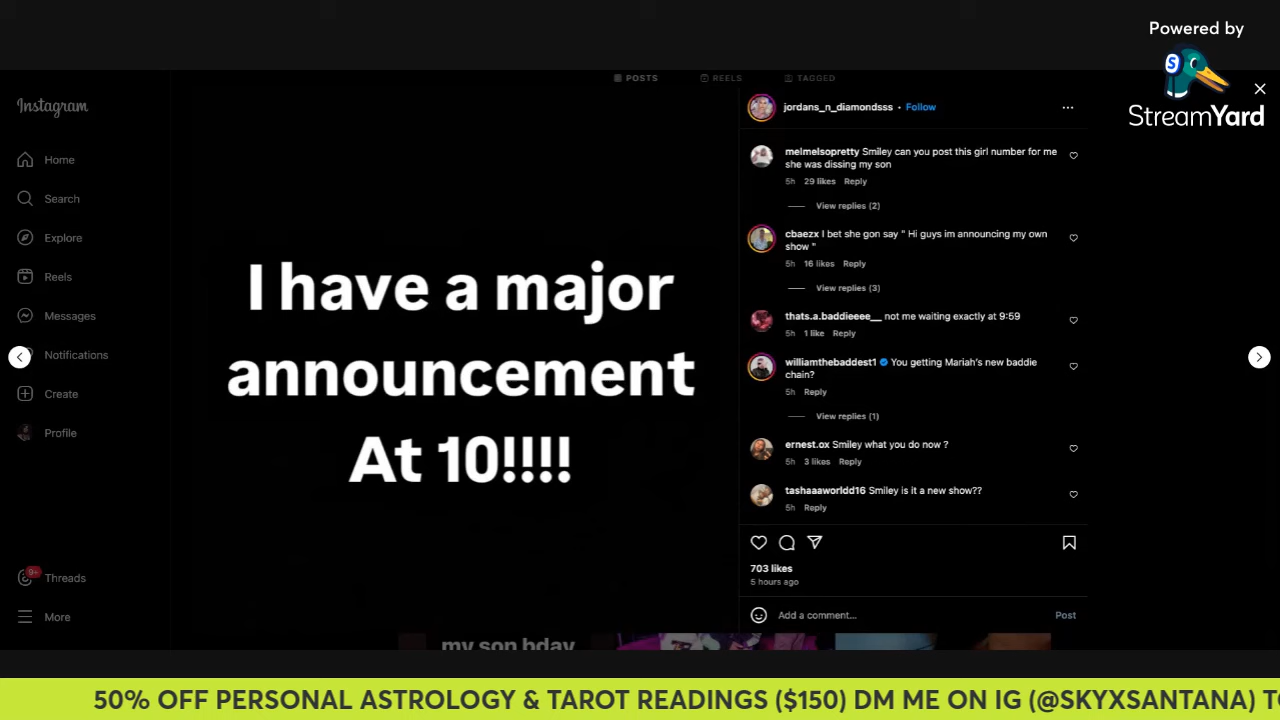 Powered by
StreamYard
Instagram
Home
Search
Explore
Reels
Messages
Notifications
Create
Profile
9+
Threads
More
POSTS
REELS
TAGGED
I have a major
announcement
At 10!!!!
my son bday
jordans_n_diamondsss • Follow
melmelsopretty Smiley can you post this girl number for me
she was dissing my son
5h 29 likes Reply
View replies (2)
cbaezx I bet she gon say " Hi guys im announcing my own
show "
5h 16 likes Reply
View replies (3)
thats.a.baddieeee__ not me waiting exactly at 9:59
5h 1 like Reply
williamthebaddest1 You getting Mariah's new baddie
chain?
5h Reply
View replies (1)
ernest.ox Smiley what you do now ?
5h 3 likes Reply
tashaaaworldd16 Smiley is it a new show??
5h Reply
703 likes
5 hours ago
Add a comment...
Post
50% OFF PERSONAL ASTROLOGY & TAROT READINGS ($150) DM ME ON IG (@SKYXSANTANA) TO